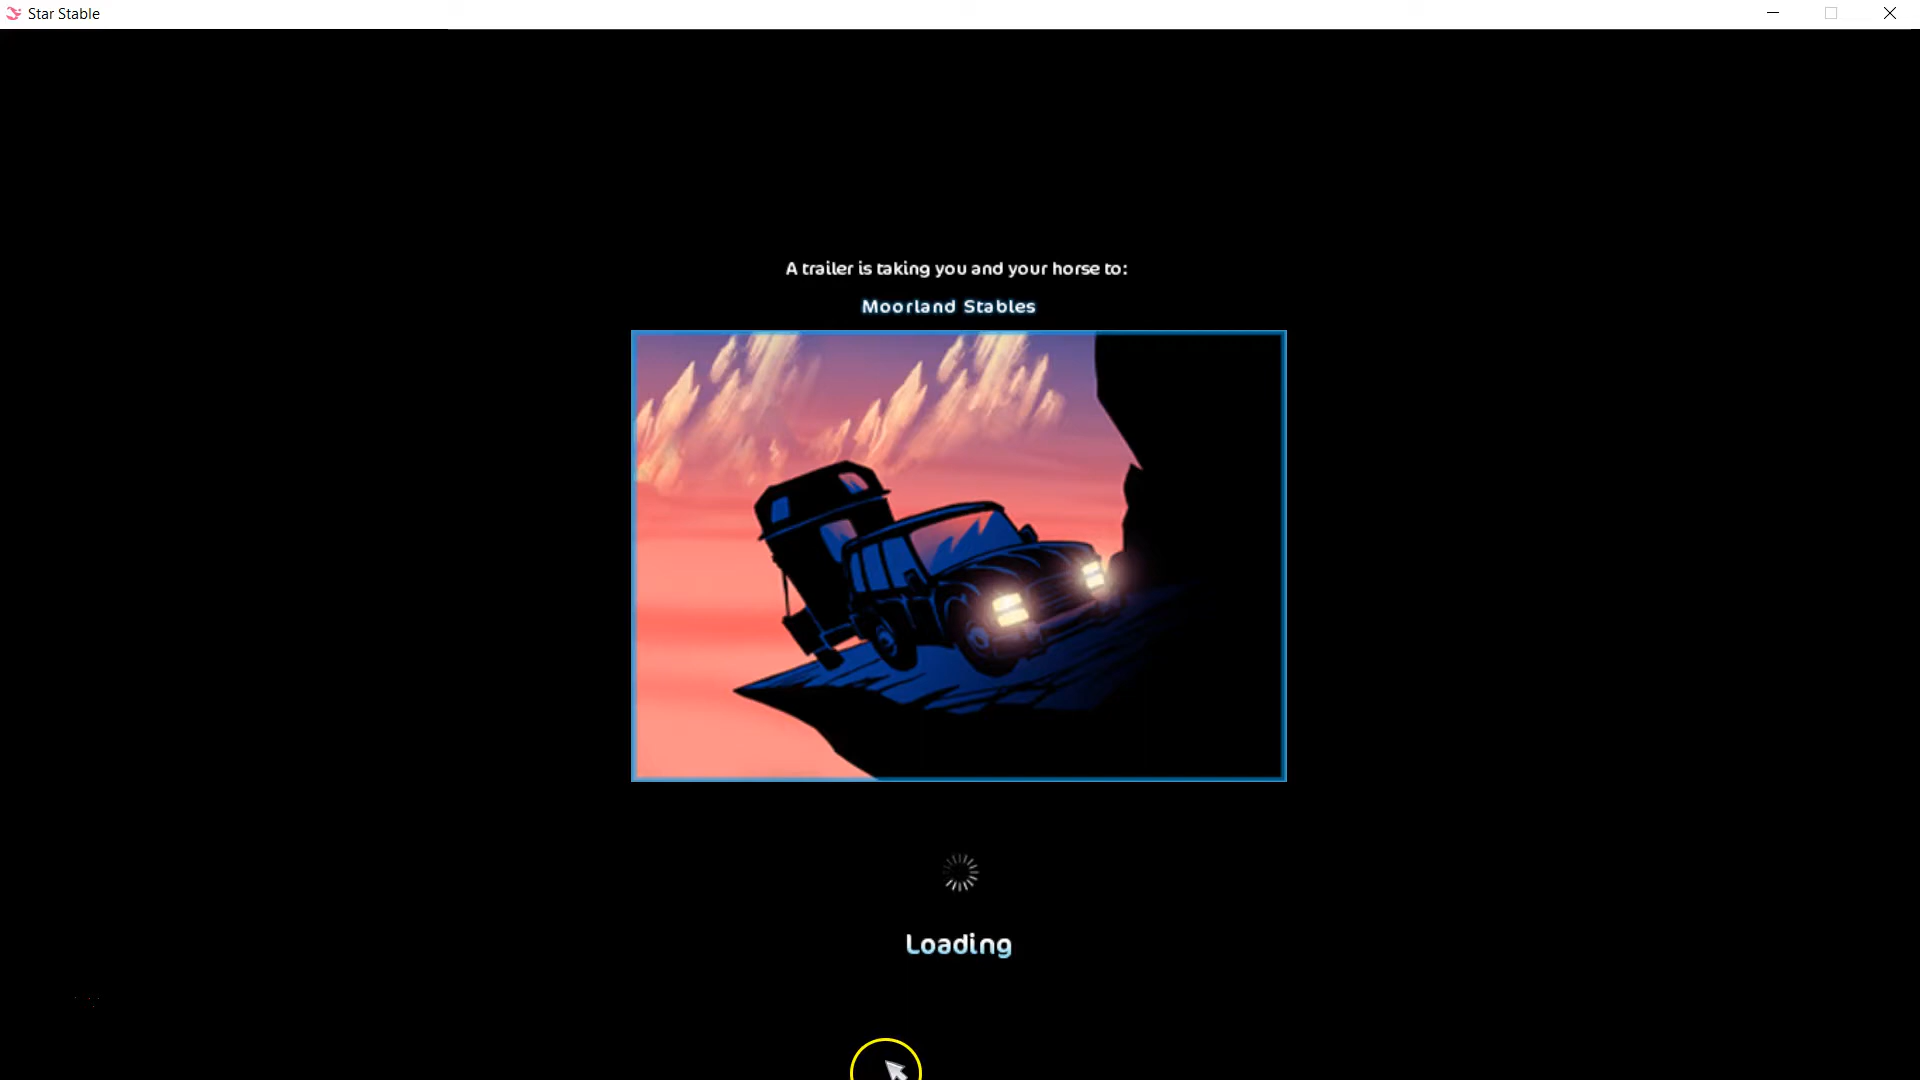 Star Stable
A trailer is taking you and your horse to:
Moorland Stables
Loading